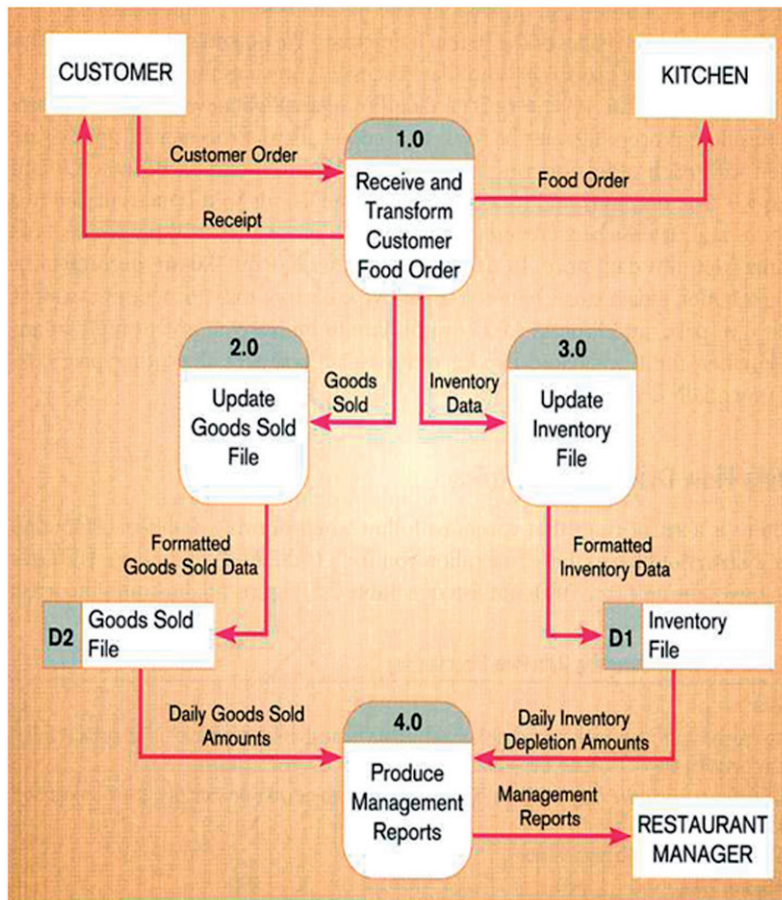 CUSTOMER
KITCHEN
Customer Order
1.0
Receive and
Transform
Customer
Food Order
Food Order
Receipt
2.0
Update
Goods Sold
File
Goods
Sold
Inventory
Data
3.0
Update
Inventory
File
Formatted
Goods Sold Data
Formatted
Inventory Data
D2
Goods Sold
File
D1
Inventory
File
Daily Goods Sold
Amounts
4.0
Produce
Management
Reports
Daily Inventory
Depletion Amounts
Management
Reports
RESTAURANT
MANAGER